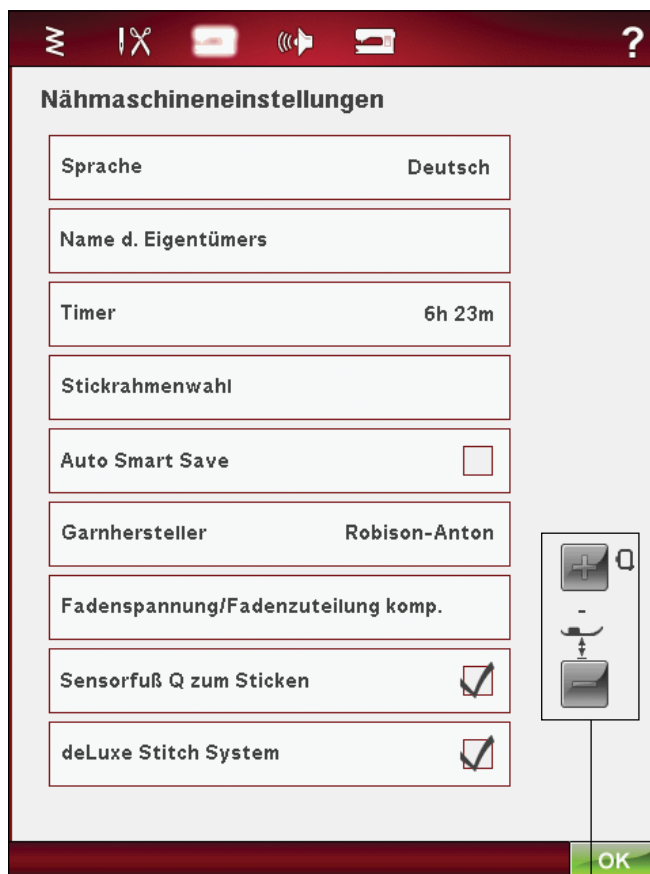 ?
Nähmaschineneinstellungen
Sprache Deutsch
Name d. Eigentümers
Timer 6h 23m
Stickrahmenwahl
Auto Smart Save
Garnhersteller Robison-Anton
Fadenspannung/Fadenzuteilung komp.
Sensorfuß Q zum Sticken
deLuxe Stitch System
+
Q
-
−
OK